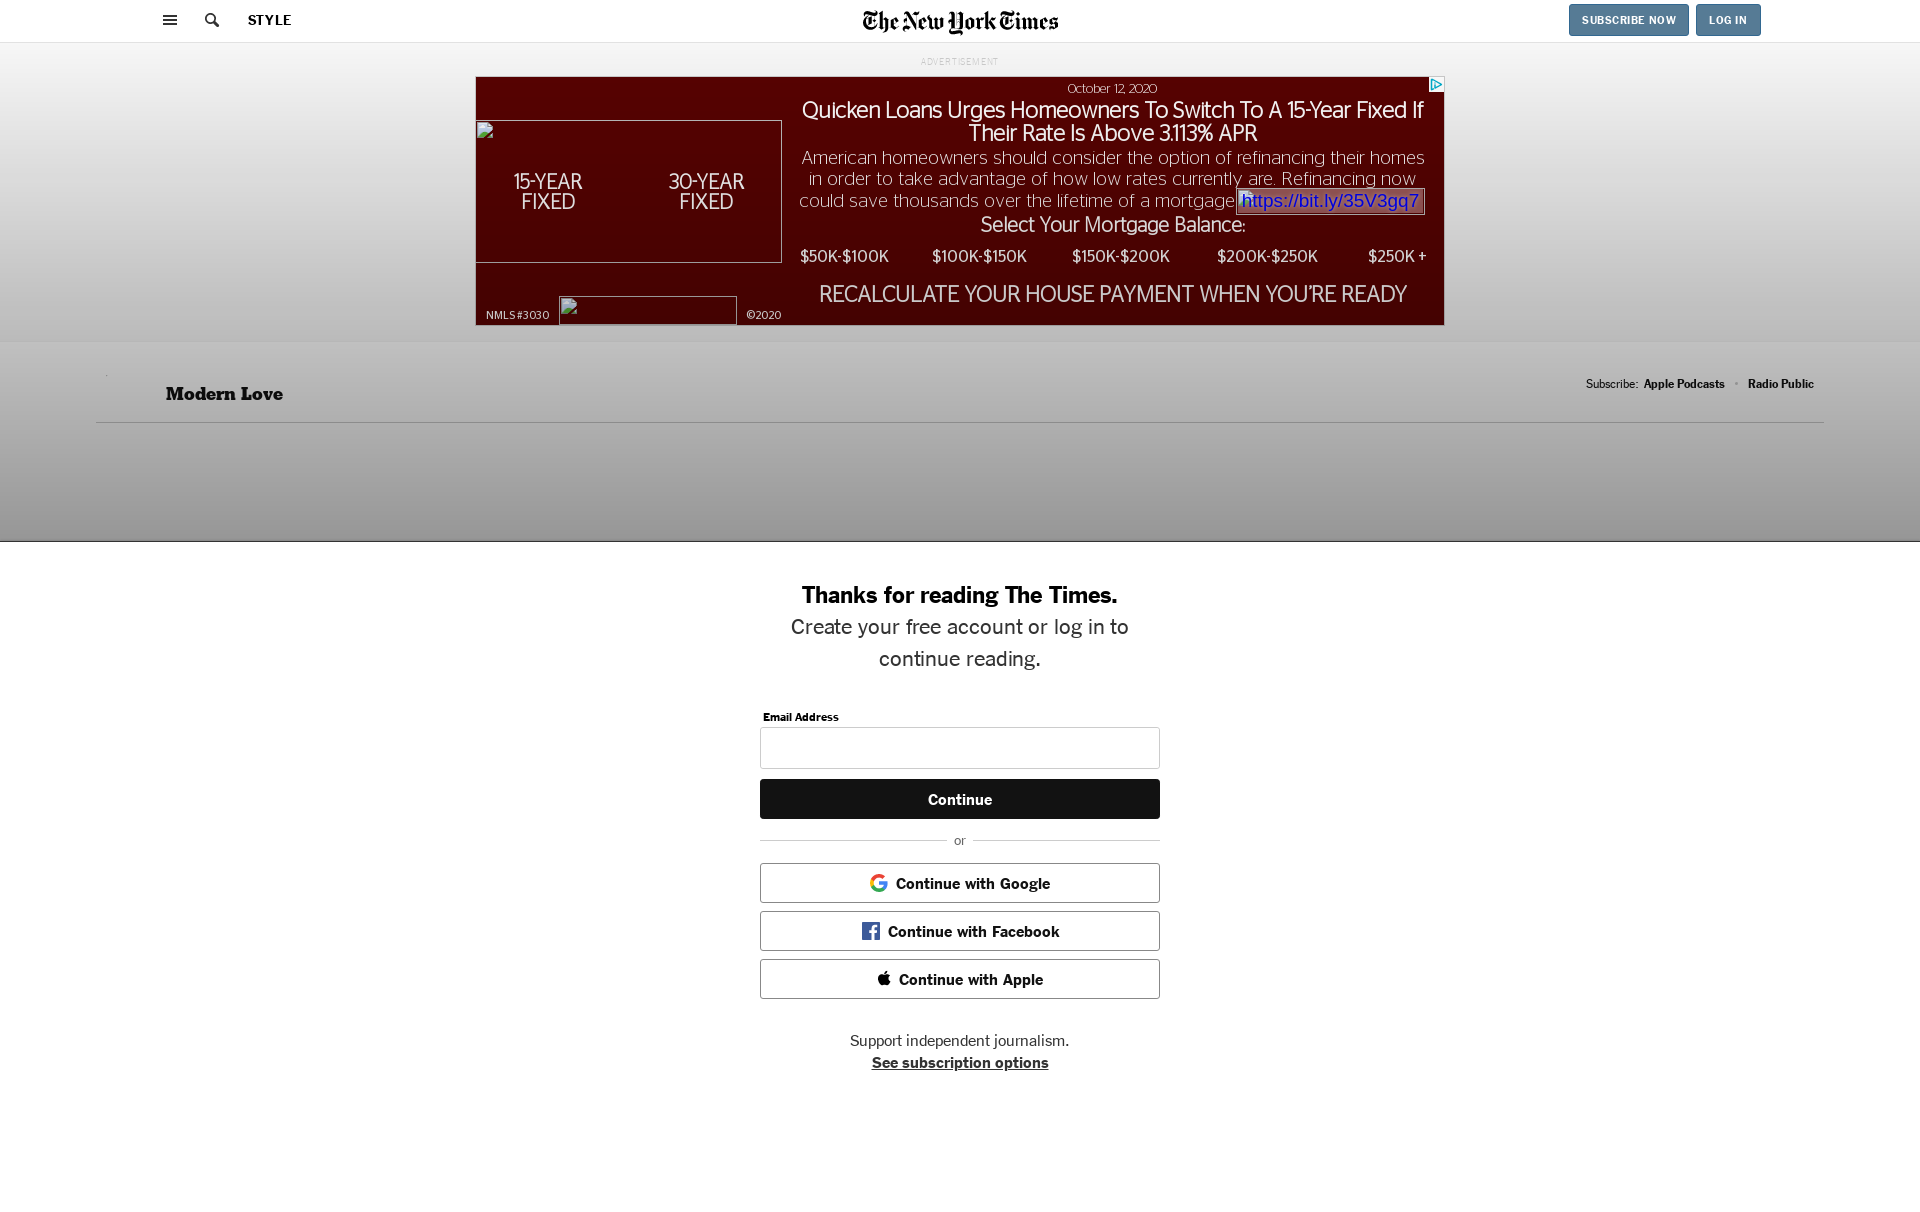 STYLE
The New York Times
SUBSCRIBE NOW
LOG IN
ADVERTISEMENT
October 12, 2020
Quicken Loans Urges Homeowners To Switch To A 15-Year Fixed If
Their Rate Is Above 3.113% APR
American homeowners should consider the option of refinancing their homes
in order to take advantage of how low rates currently are. Refinancing now
could save thousands over the lifetime of a mortgage
https://bit.ly/35V3gq7
15-YEAR
FIXED
30-YEAR
FIXED
Select Your Mortgage Balance:
$50K-$100K
$100K-$150K
$150K-$200K
$200K-$250K
$250K +
RECALCULATE YOUR HOUSE PAYMENT WHEN YOU'RE READY
NMLS #3030
©2020
Modern Love
Subscribe: Apple Podcasts • Radio Public
Thanks for reading The Times.
Create your free account or log in to
continue reading.
Email Address
Continue
or
Continue with Google
Continue with Facebook
Continue with Apple
Support independent journalism.
See subscription options